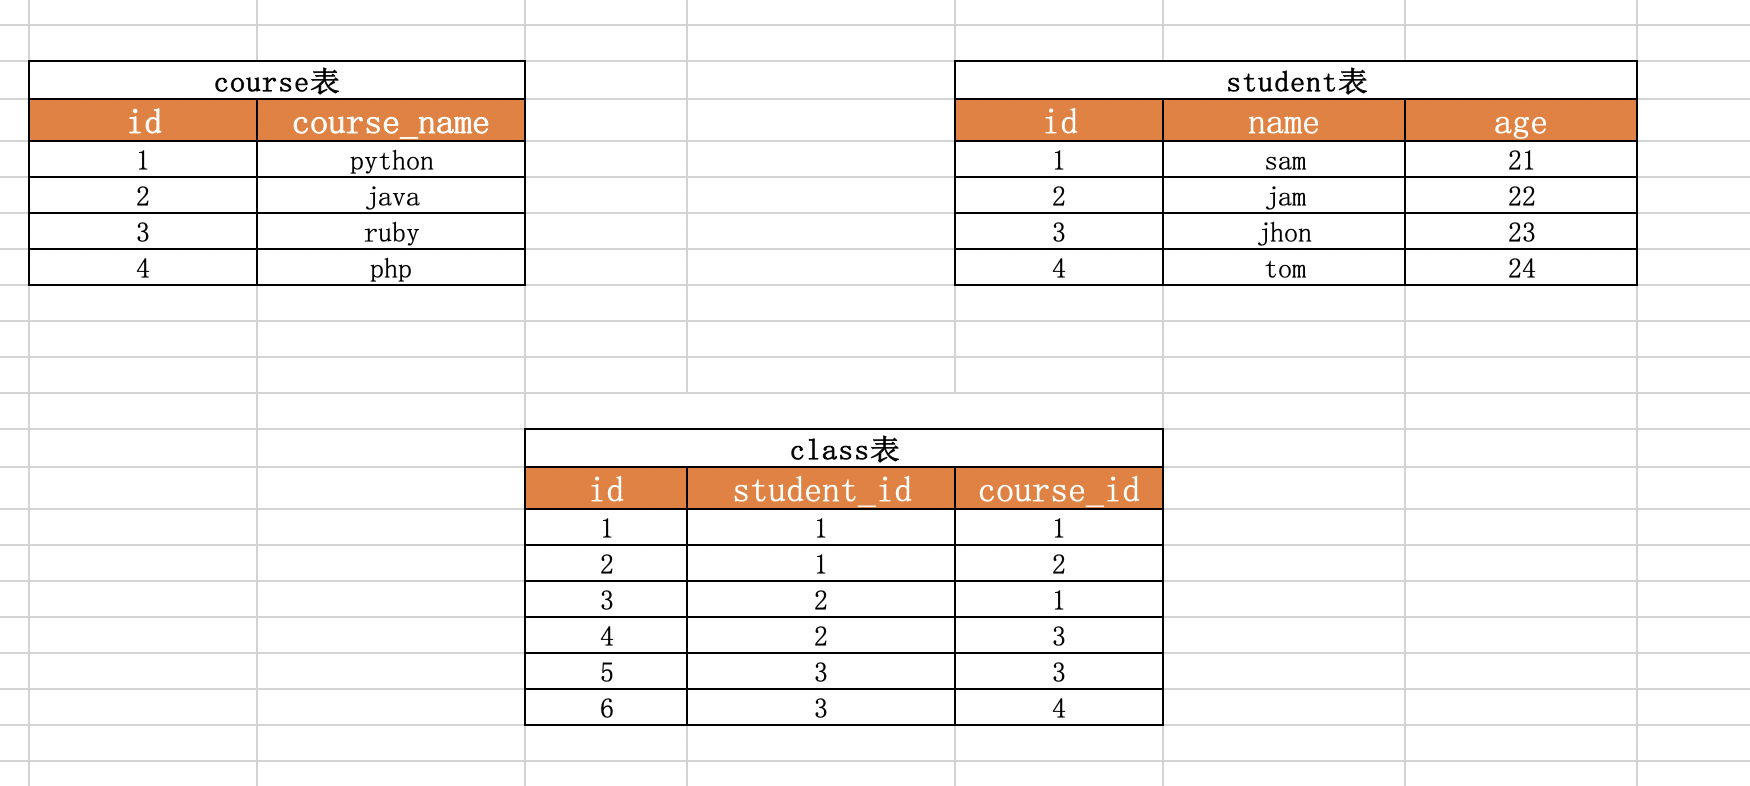 course表
id course_name
1 python
2 java
3 ruby
4 php
student表
id name age
1 sam 21
2 jam 22
3 jhon 23
4 tom 24
class表
id student_id course_id
1 1 1
2 1 2
3 2 1
4 2 3
5 3 3
6 3 4